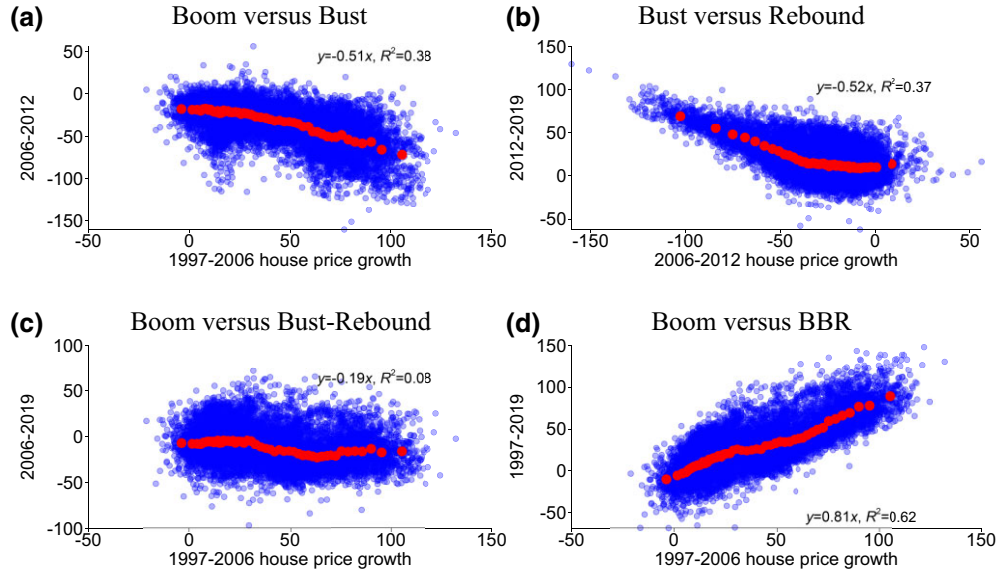 (a) Boom versus Bust
y=-0.51x, R²=0.38
50
0
-50
-100
-150
2006-2012
-50 0 50 100 150
1997-2006 house price growth
(b) Bust versus Rebound
y=-0.52x, R²=0.37
150
100
50
0
-50
2012-2019
-150 -100 -50 0 50
2006-2012 house price growth
(c) Boom versus Bust-Rebound
y=-0.19x, R²=0.08
100
50
0
-50
-100
2006-2019
-50 0 50 100 150
1997-2006 house price growth
(d) Boom versus BBR
150
100
50
0
-50
1997-2019
y=0.81x, R²=0.62
-50 0 50 100 150
1997-2006 house price growth